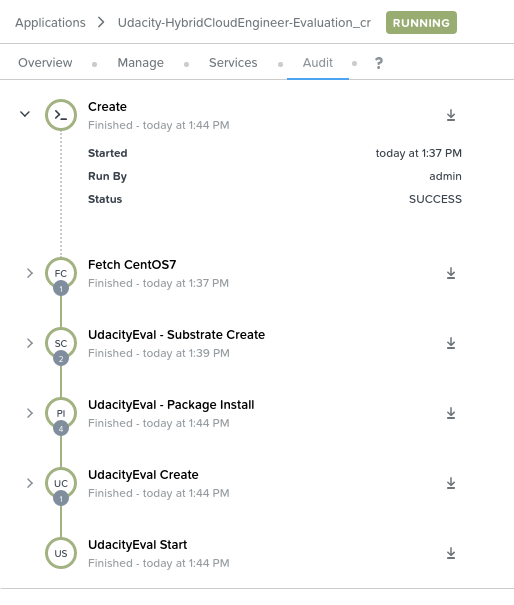 Applications > Udacity-HybridCloudEngineer-Evaluation_cr RUNNING
Overview Manage Services Audit ?
Create
Finished - today at 1:44 PM
Started today at 1:37 PM
Run By admin
Status SUCCESS
FC 1 Fetch CentOS7
Finished - today at 1:37 PM
SC 2 UdacityEval - Substrate Create
Finished - today at 1:39 PM
PI 4 UdacityEval - Package Install
Finished - today at 1:44 PM
UC 1 UdacityEval Create
Finished - today at 1:44 PM
US UdacityEval Start
Finished - today at 1:44 PM